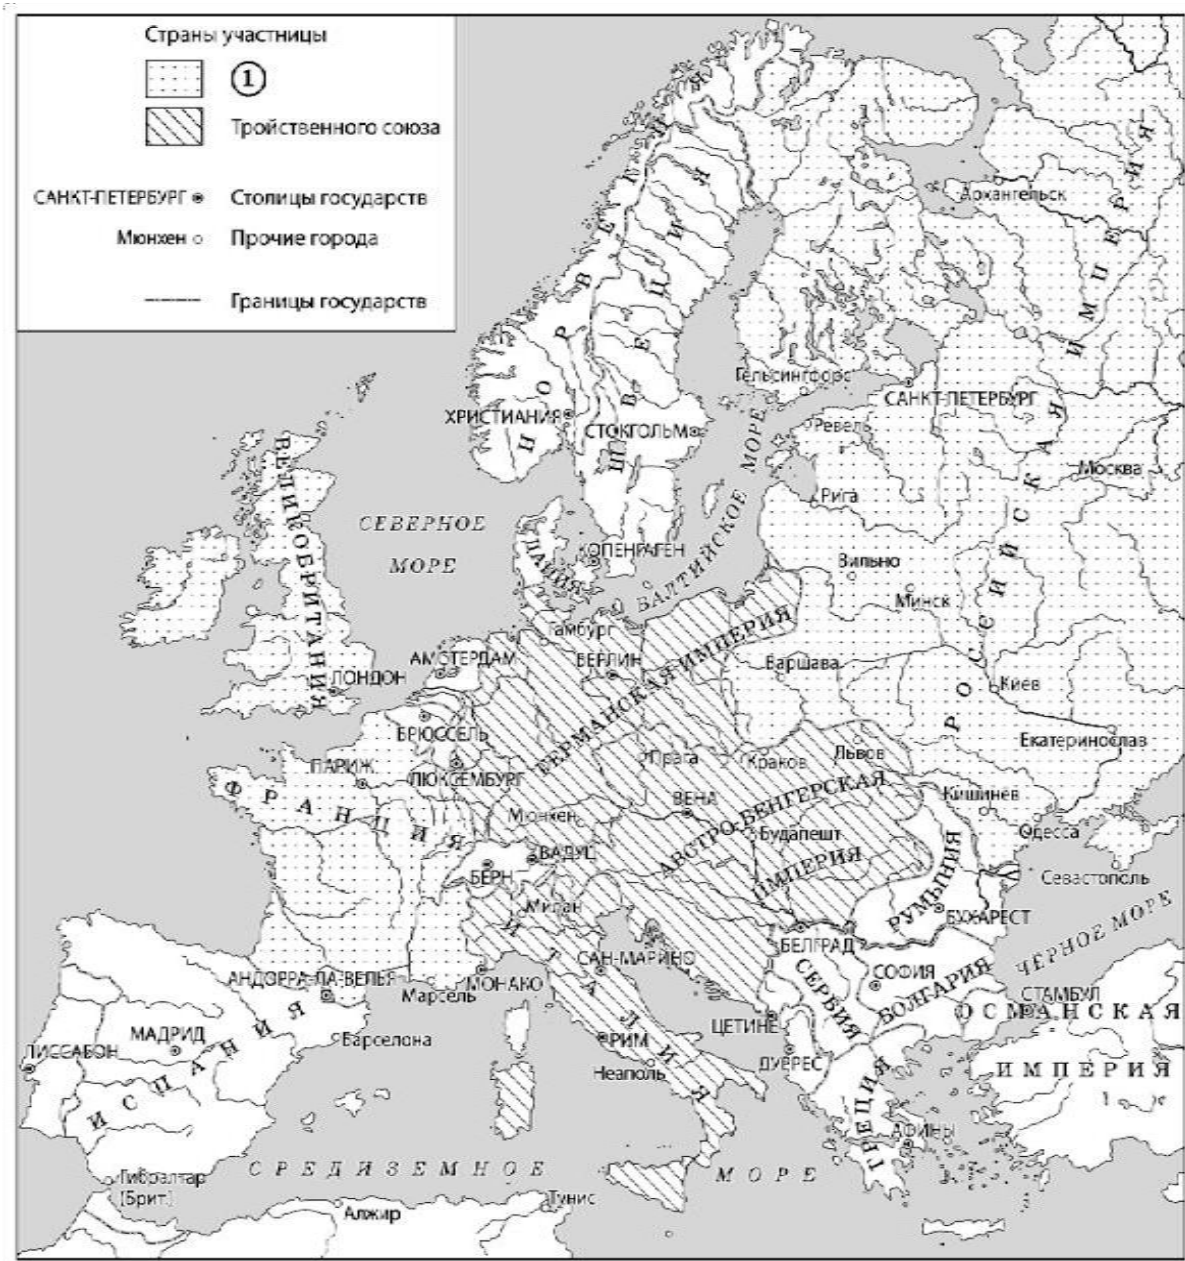 Страны участницы
①
Тройственного союза
САНКТ-ПЕТЕРБУРГ Столицы государств
Мюнхен Прочие города
Границы государств
НОРВЕГИЯ
ШВЕЦИЯ
Архангельск
РОССИЙСКАЯ ИМПЕРИЯ
Гельсингфорс
САНКТ-ПЕТЕРБУРГ
ХРИСТИАНИЯ
СТОКГОЛЬМ
Ревель
Москва
ВЕЛИКОБРИТАНИЯ
Рига
СЕВЕРНОЕ
МОРЕ
БАЛТИЙСКОЕ МОРЕ
ДАНИЯ
КОПЕНГАГЕН
Вильно
Минск
Гамбург
АМСТЕРДАМ
БЕРЛИН
ГЕРМАНСКАЯ ИМПЕРИЯ
Варшава
ЛОНДОН
Киев
БРЮССЕЛЬ
Екатеринослав
ПАРИЖ
ЛЮКСЕМБУРГ
Прага
Краков
Львов
ФРАНЦИЯ
Мюнхен
ВЕНА
АВСТРО-ВЕНГЕРСКАЯ
ИМПЕРИЯ
Кишинев
Будапешт
Одесса
ВАДУЦ
БЕРН
Севастополь
РУМЫНИЯ
Милан
БУХАРЕСТ
БЕЛГРАД
ЧЕРНОЕ МОРЕ
САН-МАРИНО
СЕРБИЯ
СОФИЯ
БОЛГАРИЯ
АНДОРРА-ЛА-ВЕЛЬЯ
Марсель
МОНАКО
ИТАЛИЯ
СТАМБУЛ
ОСМАНСКАЯ
ИМПЕРИЯ
МАДРИД
Барселона
ЦЕТИНЕ
РИМ
ЛИССАБОН
ИСПАНИЯ
Неаполь
ДУРРЕС
ГРЕЦИЯ
АФИНЫ
СРЕДИЗЕМНОЕ МОРЕ
Гибралтар
(Брит.)
Алжир
Тунис